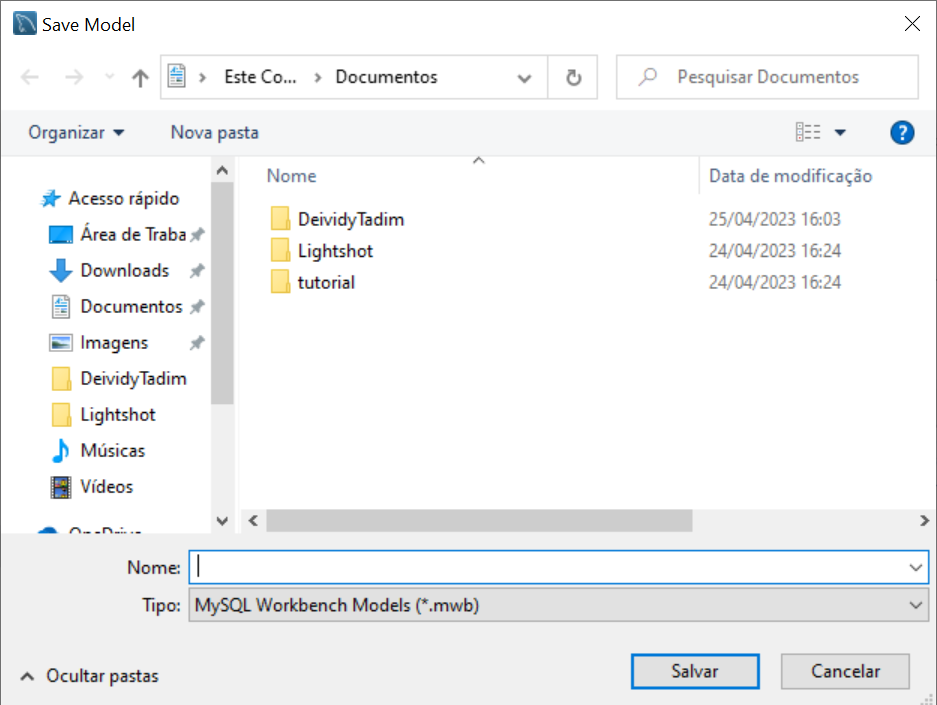 Save Model
Este Co... Documentos
Pesquisar Documentos
Organizar Nova pasta
Nome Data de modificação
Acesso rápido
Área de Traba
Downloads
Documentos
Imagens
DeividyTadim
Lightshot
Músicas
Vídeos
OneDrive
DeividyTadim 25/04/2023 16:03
Lightshot 24/04/2023 16:24
tutorial 24/04/2023 16:24
Nome:
Tipo: MySQL Workbench Models (*.mwb)
Ocultar pastas
Salvar Cancelar